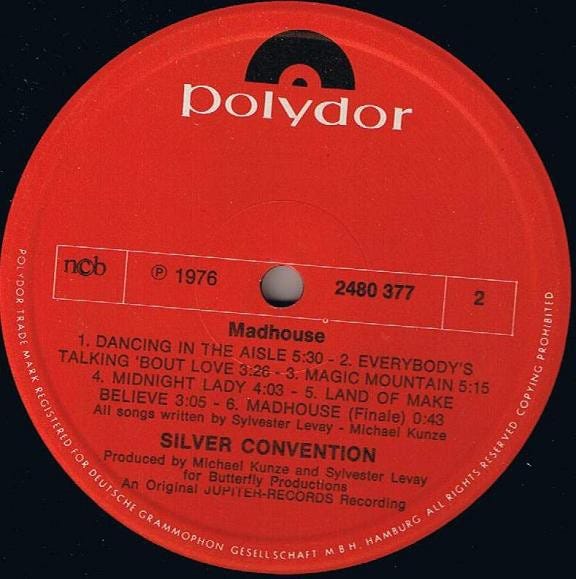 polydor
ncb
℗ 1976
2480 377
2
Madhouse
1. DANCING IN THE AISLE 5:30 - 2. EVERYBODY'S
TALKING 'BOUT LOVE 3:26 - 3. MAGIC MOUNTAIN 5:15
4. MIDNIGHT LADY 4:03 - 5. LAND OF MAKE
BELIEVE 3:05 - 6. MADHOUSE (Finale) 0:43
All songs written by Sylvester Levay - Michael Kunze
SILVER CONVENTION
Produced by Michael Kunze and Sylvester Levay
for Butterfly Productions
An Original JUPITER-RECORDS Recording
POLYDOR TRADE MARK REGISTERED FOR DEUTSCHE GRAMMOPHON GESELLSCHAFT M B H. HAMBURG. ALL RIGHTS RESERVED COPYING PROHIBITED